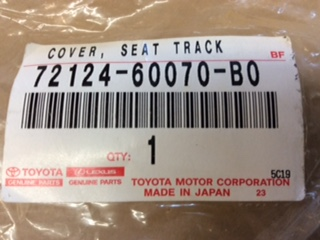 COVER, SEAT TRACK
BF
72124-60070-B0
QTY: 1
5C19
TOYOTA LEXUS TOYOTA MOTOR CORPORATION
GENUINE PARTS GENUINE PARTS MADE IN JAPAN 23